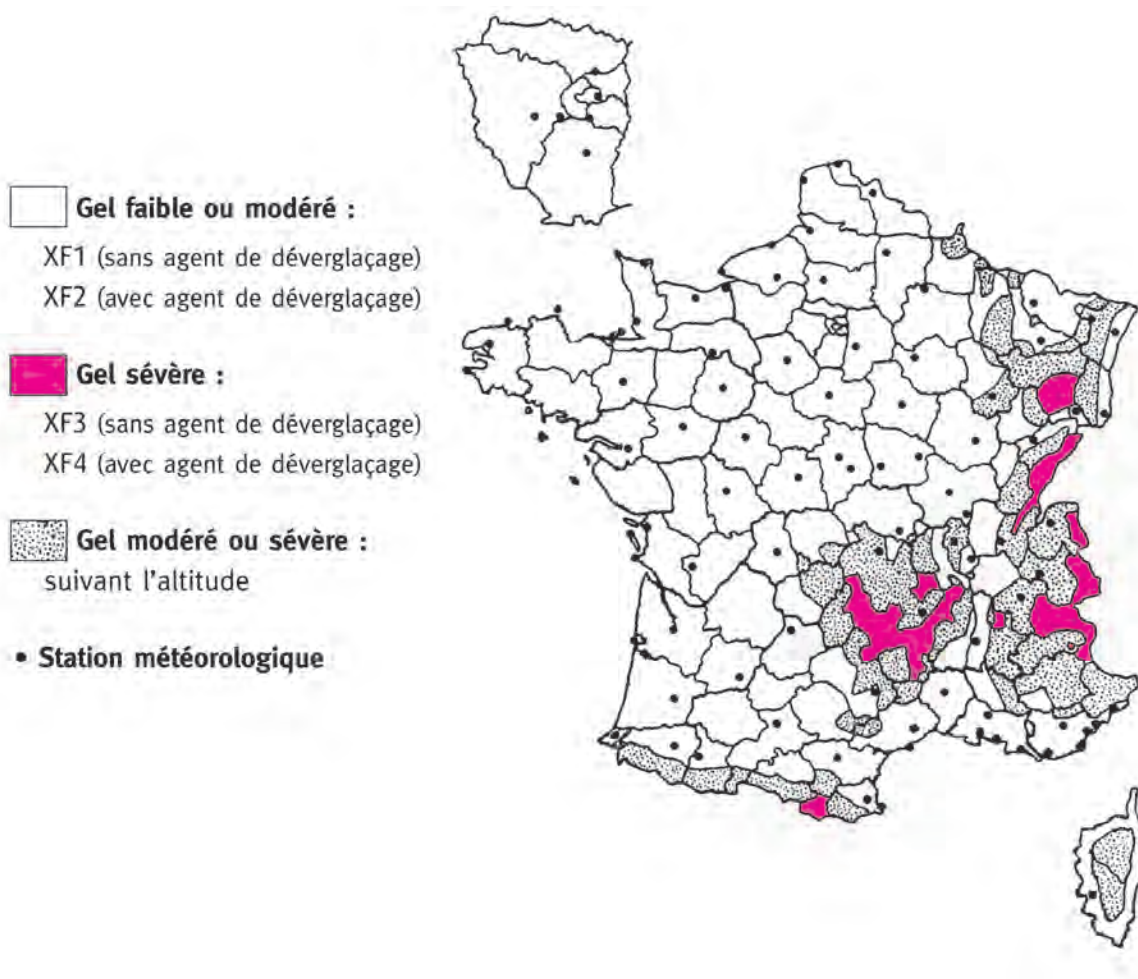 Gel faible ou modéré :
XF1 (sans agent de déverglaçage)
XF2 (avec agent de déverglaçage)
Gel sévère :
XF3 (sans agent de déverglaçage)
XF4 (avec agent de déverglaçage)
Gel modéré ou sévère :
suivant l'altitude
• Station météorologique